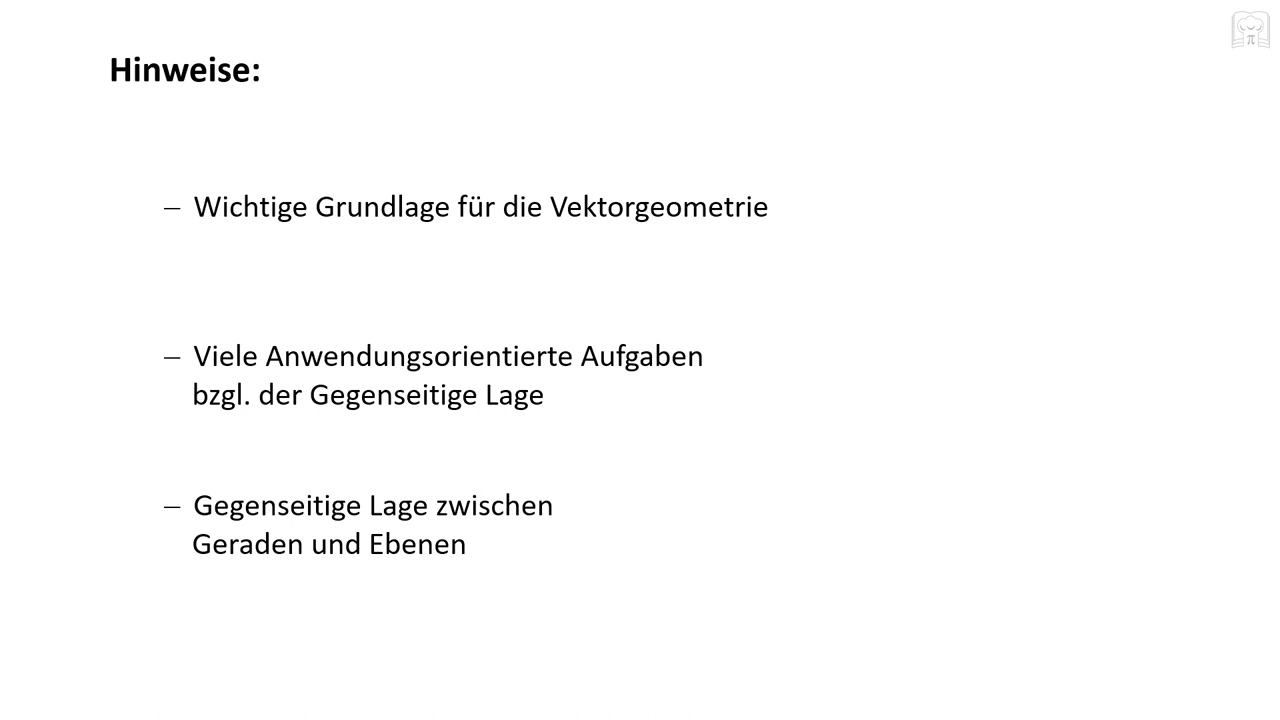 Hinweise:
– Wichtige Grundlage für die Vektorgeometrie
– Viele Anwendungsorientierte Aufgaben
bzgl. der Gegenseitige Lage
– Gegenseitige Lage zwischen
Geraden und Ebenen
π